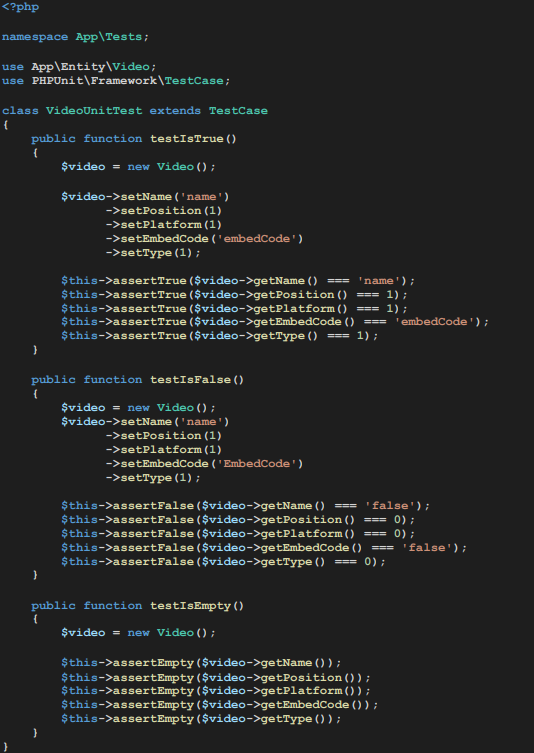 <?php
namespace App\Tests;
use App\Entity\Video;
use PHPUnit\Framework\TestCase;
class VideoUnitTest extends TestCase
{
    public function testIsTrue()
    {
        $video = new Video();
        $video->setName('name')
              ->setPosition(1)
              ->setPlatform(1)
              ->setEmbedCode('embedCode')
              ->setType(1);
        $this->assertTrue($video->getName() === 'name');
        $this->assertTrue($video->getPosition() === 1);
        $this->assertTrue($video->getPlatform() === 1);
        $this->assertTrue($video->getEmbedCode() === 'embedCode');
        $this->assertTrue($video->getType() === 1);
    }
    public function testIsFalse()
    {
        $video = new Video();
        $video->setName('name')
              ->setPosition(1)
              ->setPlatform(1)
              ->setEmbedCode('EmbedCode')
              ->setType(1);
        $this->assertFalse($video->getName() === 'false');
        $this->assertFalse($video->getPosition() === 0);
        $this->assertFalse($video->getPlatform() === 0);
        $this->assertFalse($video->getEmbedCode() === 'false');
        $this->assertFalse($video->getType() === 0);
    }
    public function testIsEmpty()
    {
        $video = new Video();
        $this->assertEmpty($video->getName());
        $this->assertEmpty($video->getPosition());
        $this->assertEmpty($video->getPlatform());
        $this->assertEmpty($video->getEmbedCode());
        $this->assertEmpty($video->getType());
    }
}